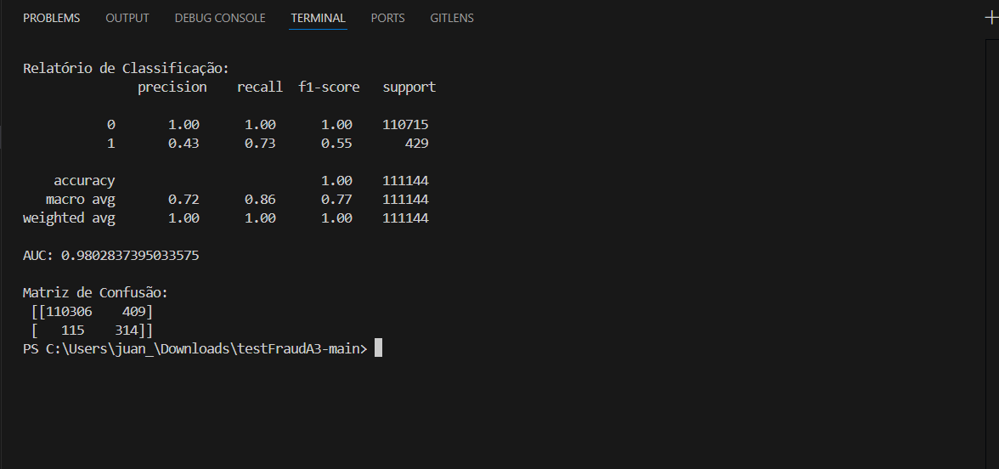 PROBLEMS OUTPUT DEBUG CONSOLE TERMINAL PORTS GITLENS
Relatório de Classificação:
precision recall f1-score support
0 1.00 1.00 1.00 110715
1 0.43 0.73 0.55 429
accuracy 1.00 111144
macro avg 0.72 0.86 0.77 111144
weighted avg 1.00 1.00 1.00 111144
AUC: 0.9802837395033575
Matriz de Confusão:
[[110306 409]
[ 115 314]]
PS C:\Users\juan_\Downloads\testFraudA3-main>